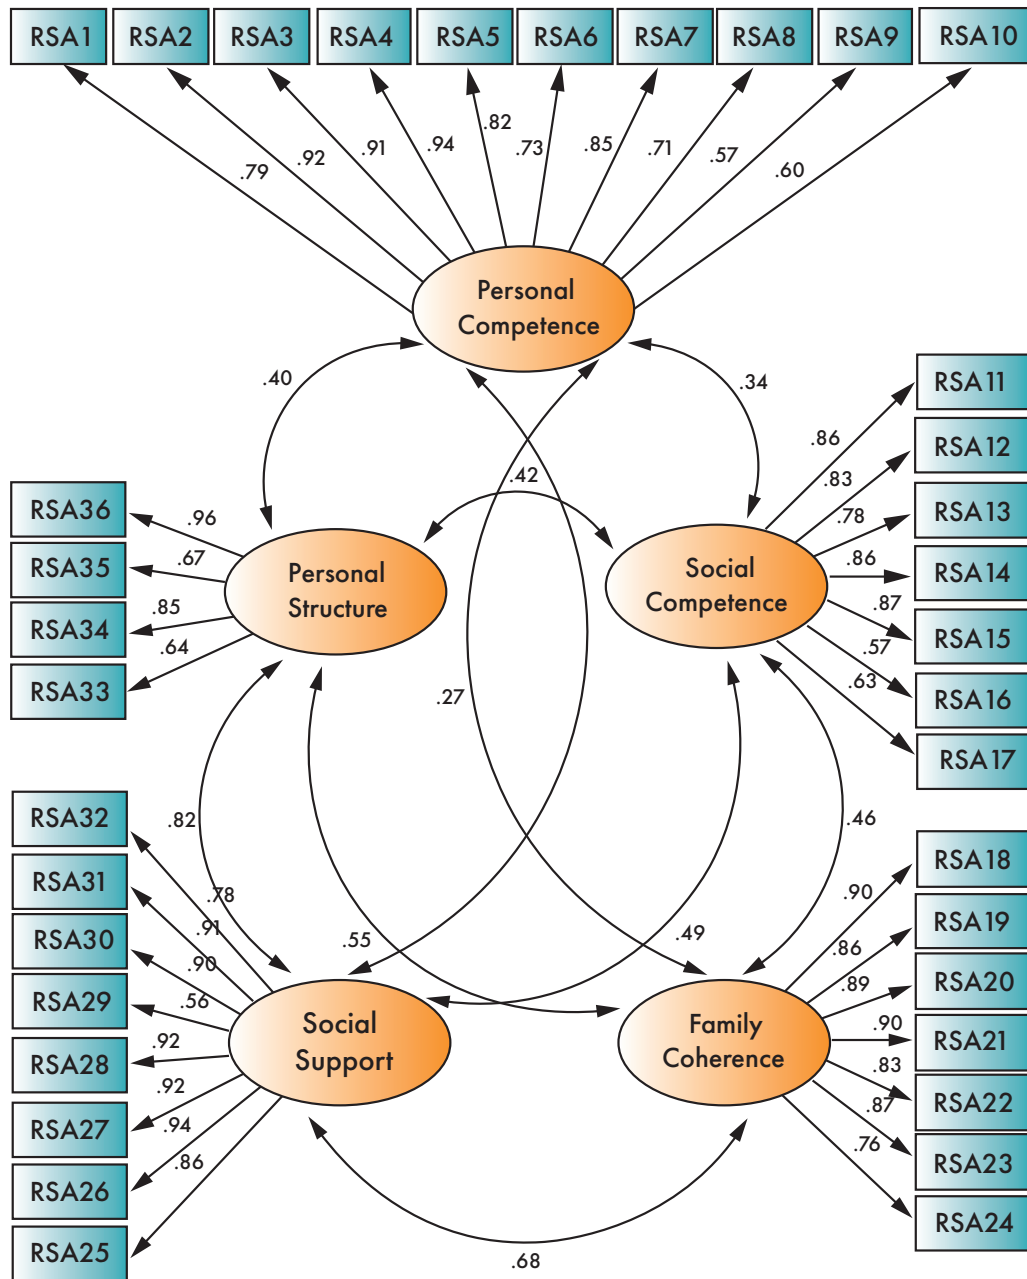 RSA1 RSA2 RSA3 RSA4 RSA5 RSA6 RSA7 RSA8 RSA9 RSA10
.79 .92 .91 .94 .82 .73 .85 .71 .57 .60
Personal
Competence
.40 .34
.42
RSA11
.86
RSA12
.83
RSA13
.78
RSA14
.86
RSA15
.87
RSA16
.57
RSA17
.63
RSA36
.96
RSA35
.67
RSA34
.85
RSA33
.64
Personal
Structure
Social
Competence
.27
.82
.46
.55
.49
RSA32
.78
RSA31
.91
RSA30
.90
RSA29
.56
RSA28
.92
RSA27
.92
RSA26
.94
RSA25
.86
Social
Support
Family
Coherence
RSA18
.90
RSA19
.86
RSA20
.89
RSA21
.90
RSA22
.83
RSA23
.87
RSA24
.76
.68